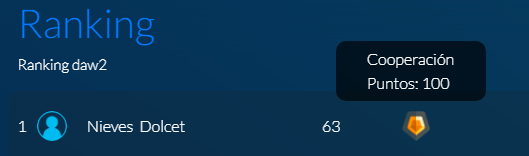 Ranking
Ranking daw2
Cooperación
Puntos: 100
1 Nieves Dolcet 63